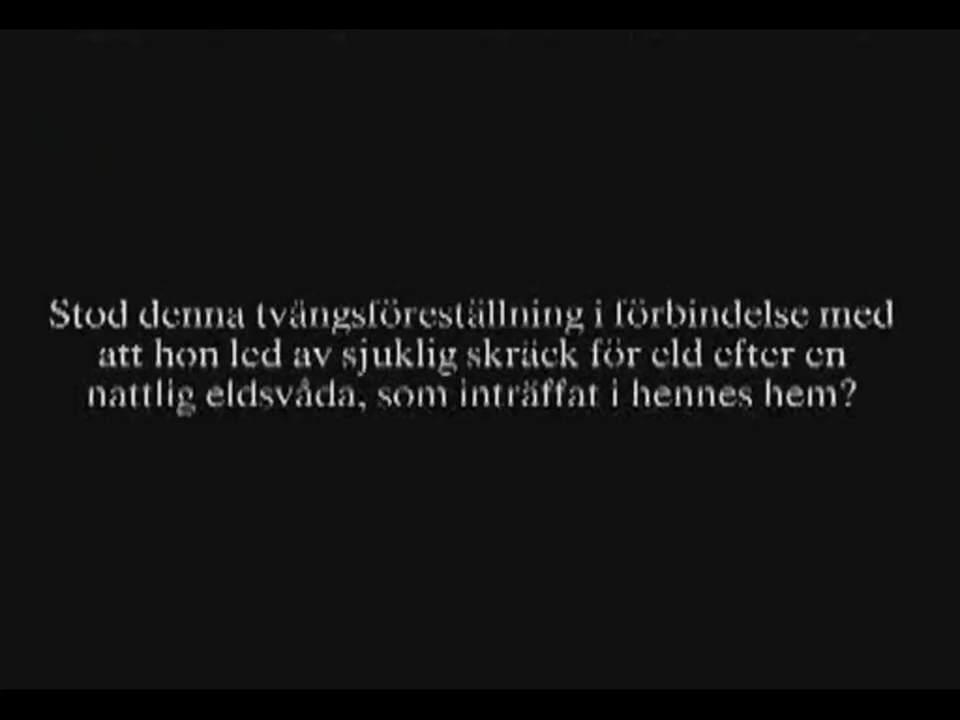 Stod denna tvångsföreställning i förbindelse med
att hon led av sjuklig skräck för eld efter en
nattlig eldsvåda, som inträffat i hennes hem?